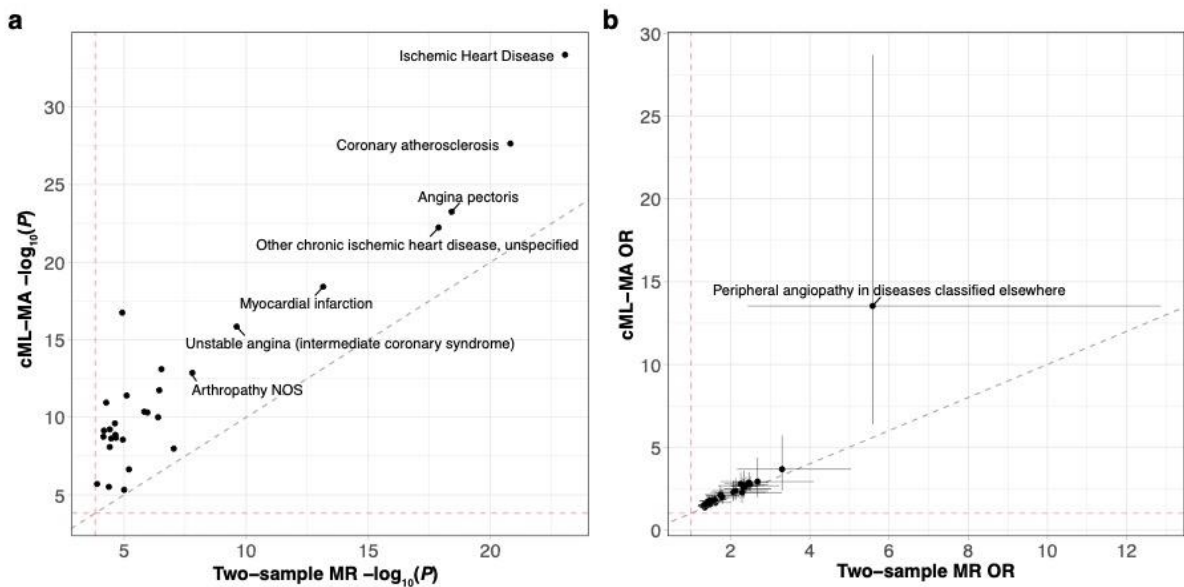 a
Ischemic Heart Disease
Coronary atherosclerosis
Angina pectoris
Other chronic ischemic heart disease, unspecified
Myocardial infarction
Unstable angina (intermediate coronary syndrome)
Arthropathy NOS
cML−MA −log10(P)
30
25
20
15
10
5
5 10 15 20
Two−sample MR −log10(P)
b
Peripheral angiopathy in diseases classified elsewhere
cML−MA OR
30
25
20
15
10
5
0
2 4 6 8 10 12
Two−sample MR OR